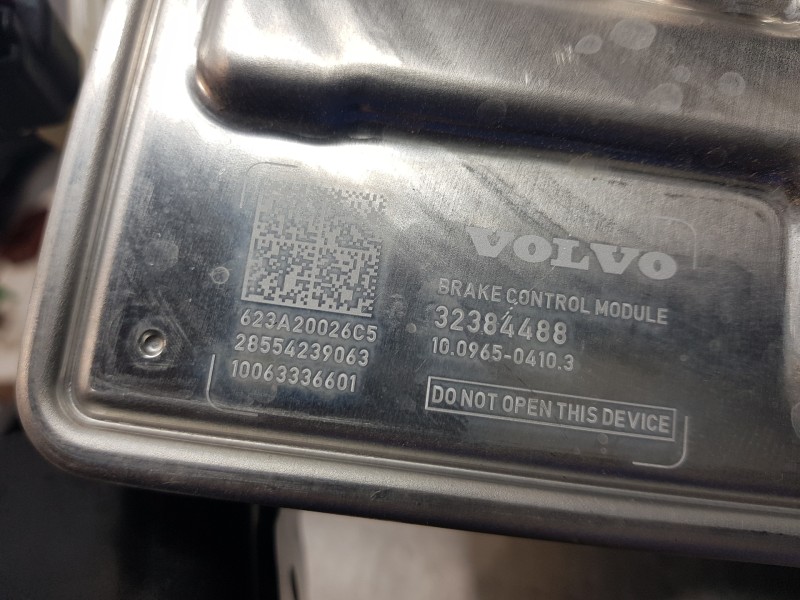 623A20026C5
28554239063
10063336601
VOLVO
BRAKE CONTROL MODULE
32384488
10.0965-0410.3
DO NOT OPEN THIS DEVICE